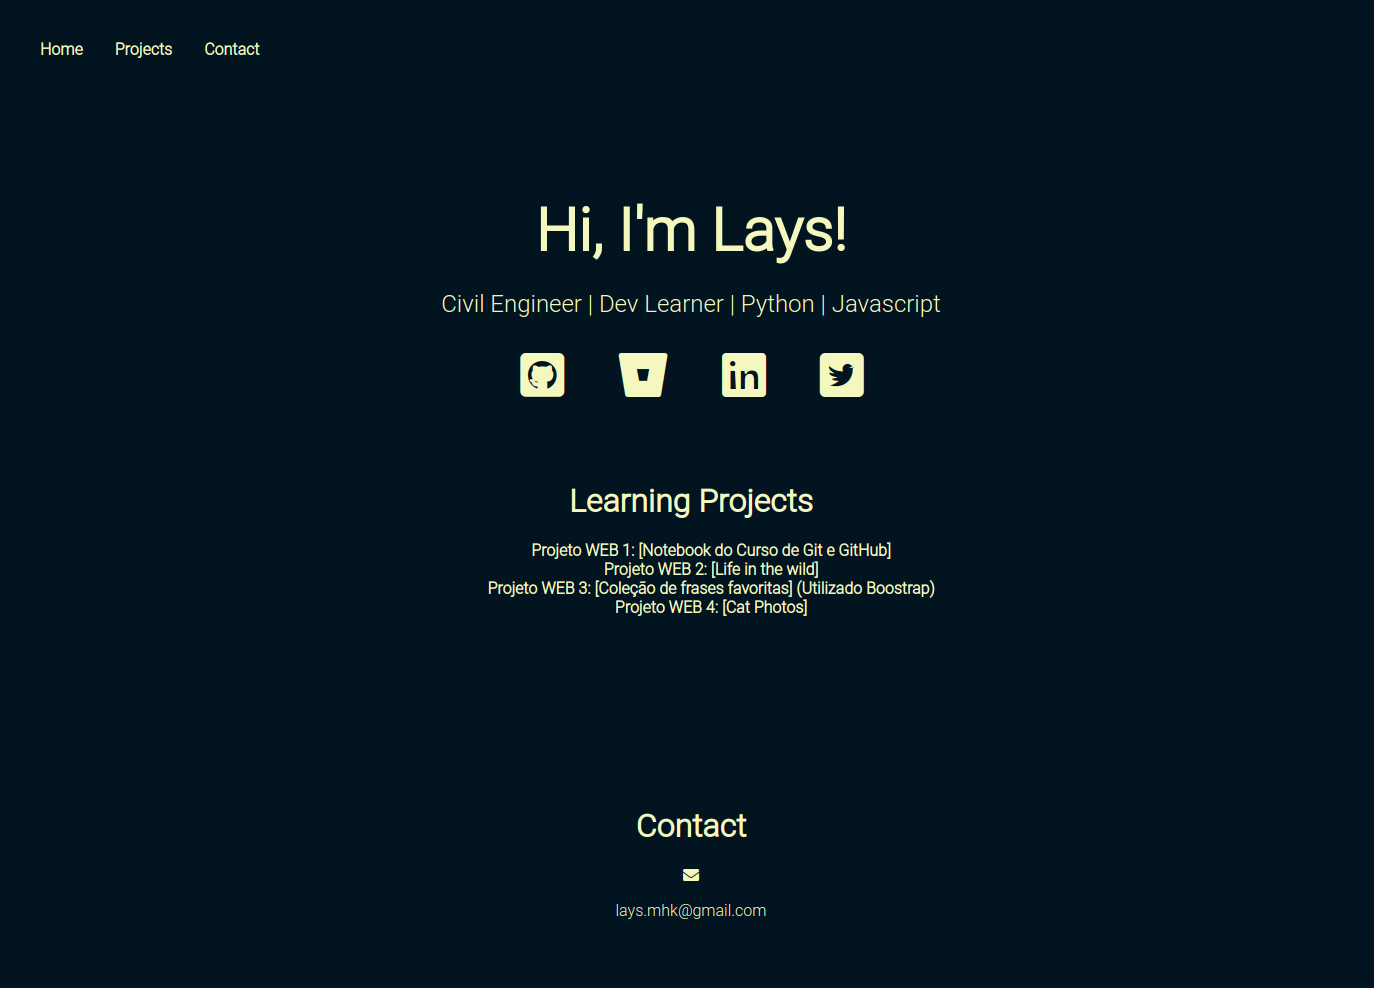 Home Projects Contact
Hi, I'm Lays!
Civil Engineer | Dev Learner | Python | Javascript
in
Learning Projects
Projeto WEB 1: [Notebook do Curso de Git e GitHub]
Projeto WEB 2: [Life in the wild]
Projeto WEB 3: [Coleção de frases favoritas] (Utilizado Boostrap)
Projeto WEB 4: [Cat Photos]
Contact
lays.mhk@gmail.com